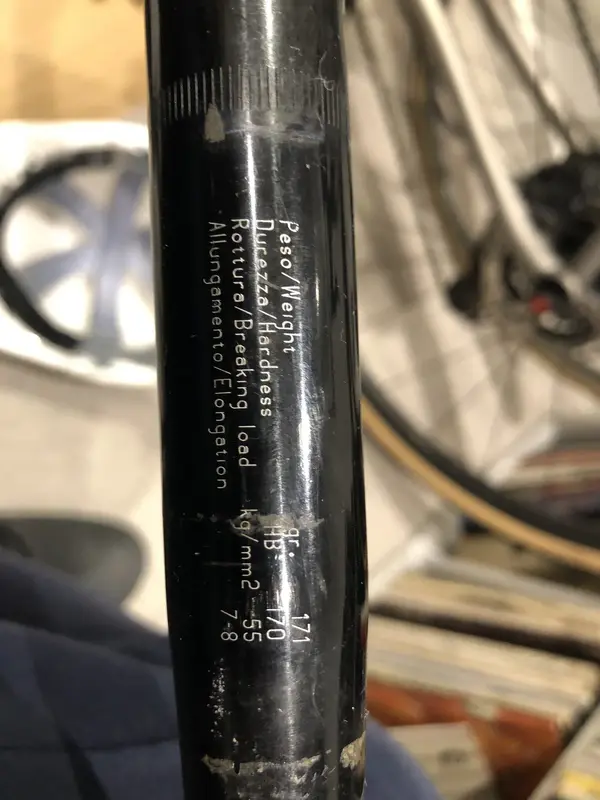 Peso/Weight gr. 171
Durezza/Hardness HB: 170
Rottura/Breaking load kg/mm2 55
Allungamento/Elongation 7-8